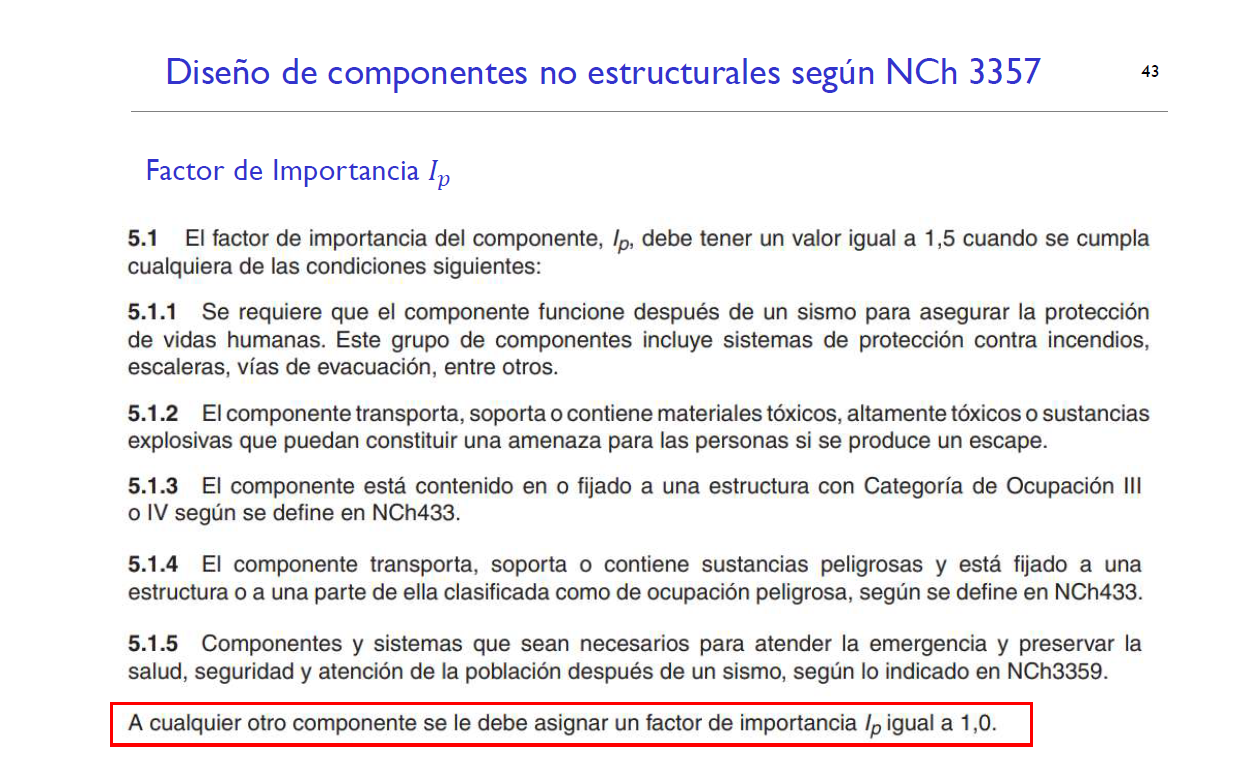 Diseño de componentes no estructurales según NCh 3357
43
Factor de Importancia Ip
5.1 El factor de importancia del componente, Ip, debe tener un valor igual a 1,5 cuando se cumpla
cualquiera de las condiciones siguientes:
5.1.1 Se requiere que el componente funcione después de un sismo para asegurar la protección
de vidas humanas. Este grupo de componentes incluye sistemas de protección contra incendios,
escaleras, vías de evacuación, entre otros.
5.1.2 El componente transporta, soporta o contiene materiales tóxicos, altamente tóxicos o sustancias
explosivas que puedan constituir una amenaza para las personas si se produce un escape.
5.1.3 El componente está contenido en o fijado a una estructura con Categoría de Ocupación III
o IV según se define en NCh433.
5.1.4 El componente transporta, soporta o contiene sustancias peligrosas y está fijado a una
estructura o a una parte de ella clasificada como de ocupación peligrosa, según se define en NCh433.
5.1.5 Componentes y sistemas que sean necesarios para atender la emergencia y preservar la
salud, seguridad y atención de la población después de un sismo, según lo indicado en NCh3359.
A cualquier otro componente se le debe asignar un factor de importancia Ip igual a 1,0.